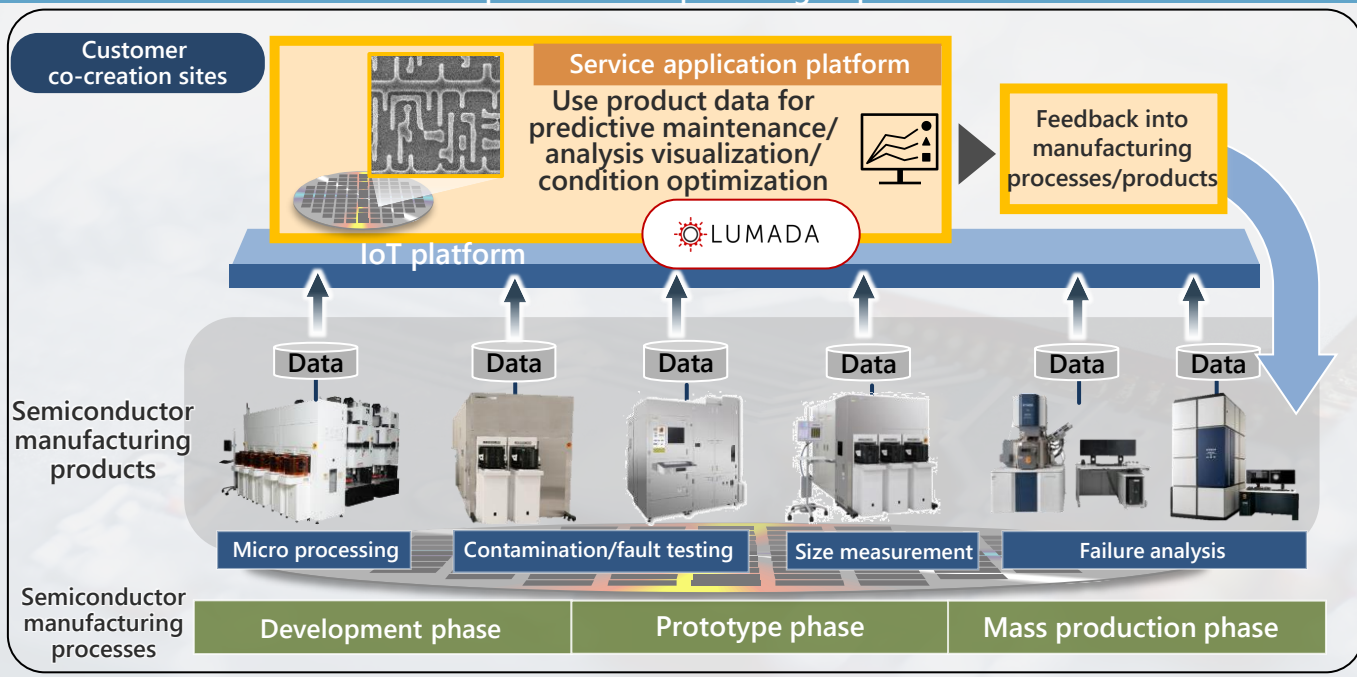 Customer
co-creation sites
Service application platform
Use product data for
predictive maintenance/
analysis visualization/
condition optimization
Feedback into
manufacturing
processes/products
LUMADA
IoT platform
Data
Data
Data
Data
Data
Data
Semiconductor
manufacturing
products
Micro processing
Contamination/fault testing
Size measurement
Failure analysis
Semiconductor
manufacturing
processes
Development phase
Prototype phase
Mass production phase